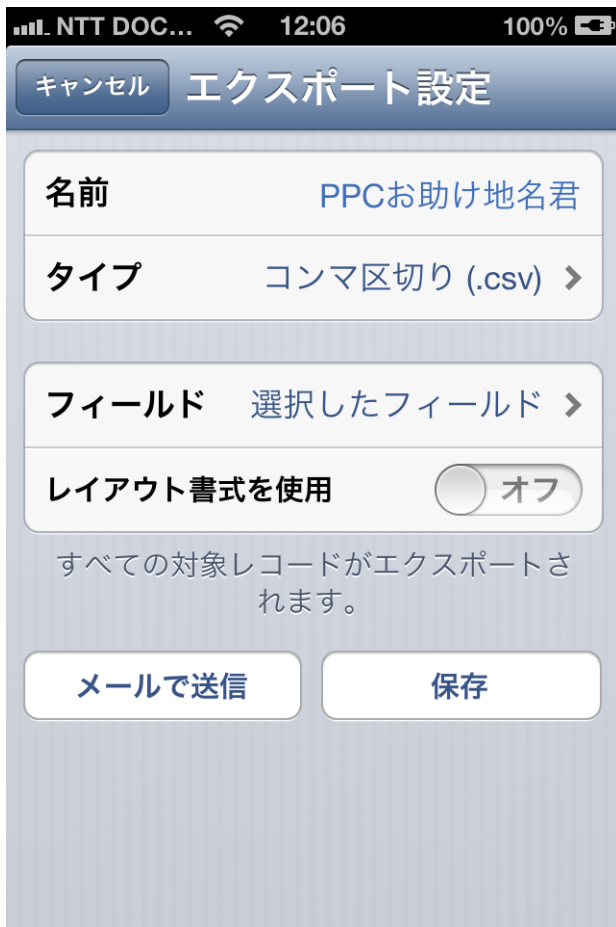 NTT DOC... 12:06 100%
キャンセル エクスポート設定
名前 PPCお助け地名君
タイプ コンマ区切り (.csv)
フィールド 選択したフィールド
レイアウト書式を使用 オフ
すべての対象レコードがエクスポートさ
れます。
メールで送信 保存